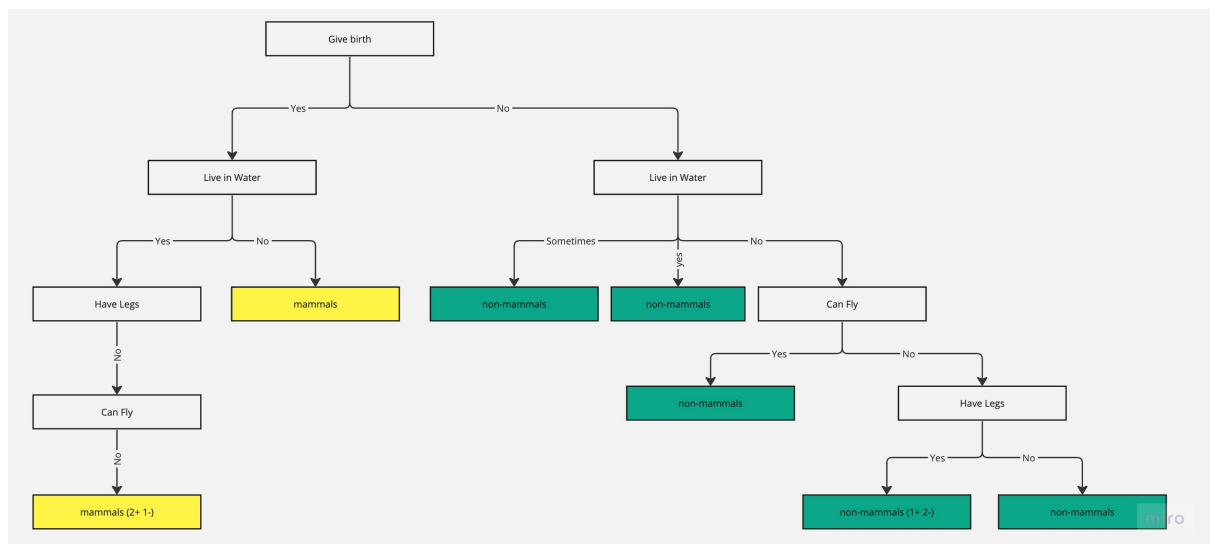 Give birth
Yes
No
Live in Water
Live in Water
Yes
No
Sometimes
yes
No
Have Legs
mammals
non-mammals
non-mammals
Can Fly
No
Yes
No
Can Fly
non-mammals
Have Legs
No
Yes
No
mammals (2+ 1-)
non-mammals (1+ 2-)
non-mammals
miro